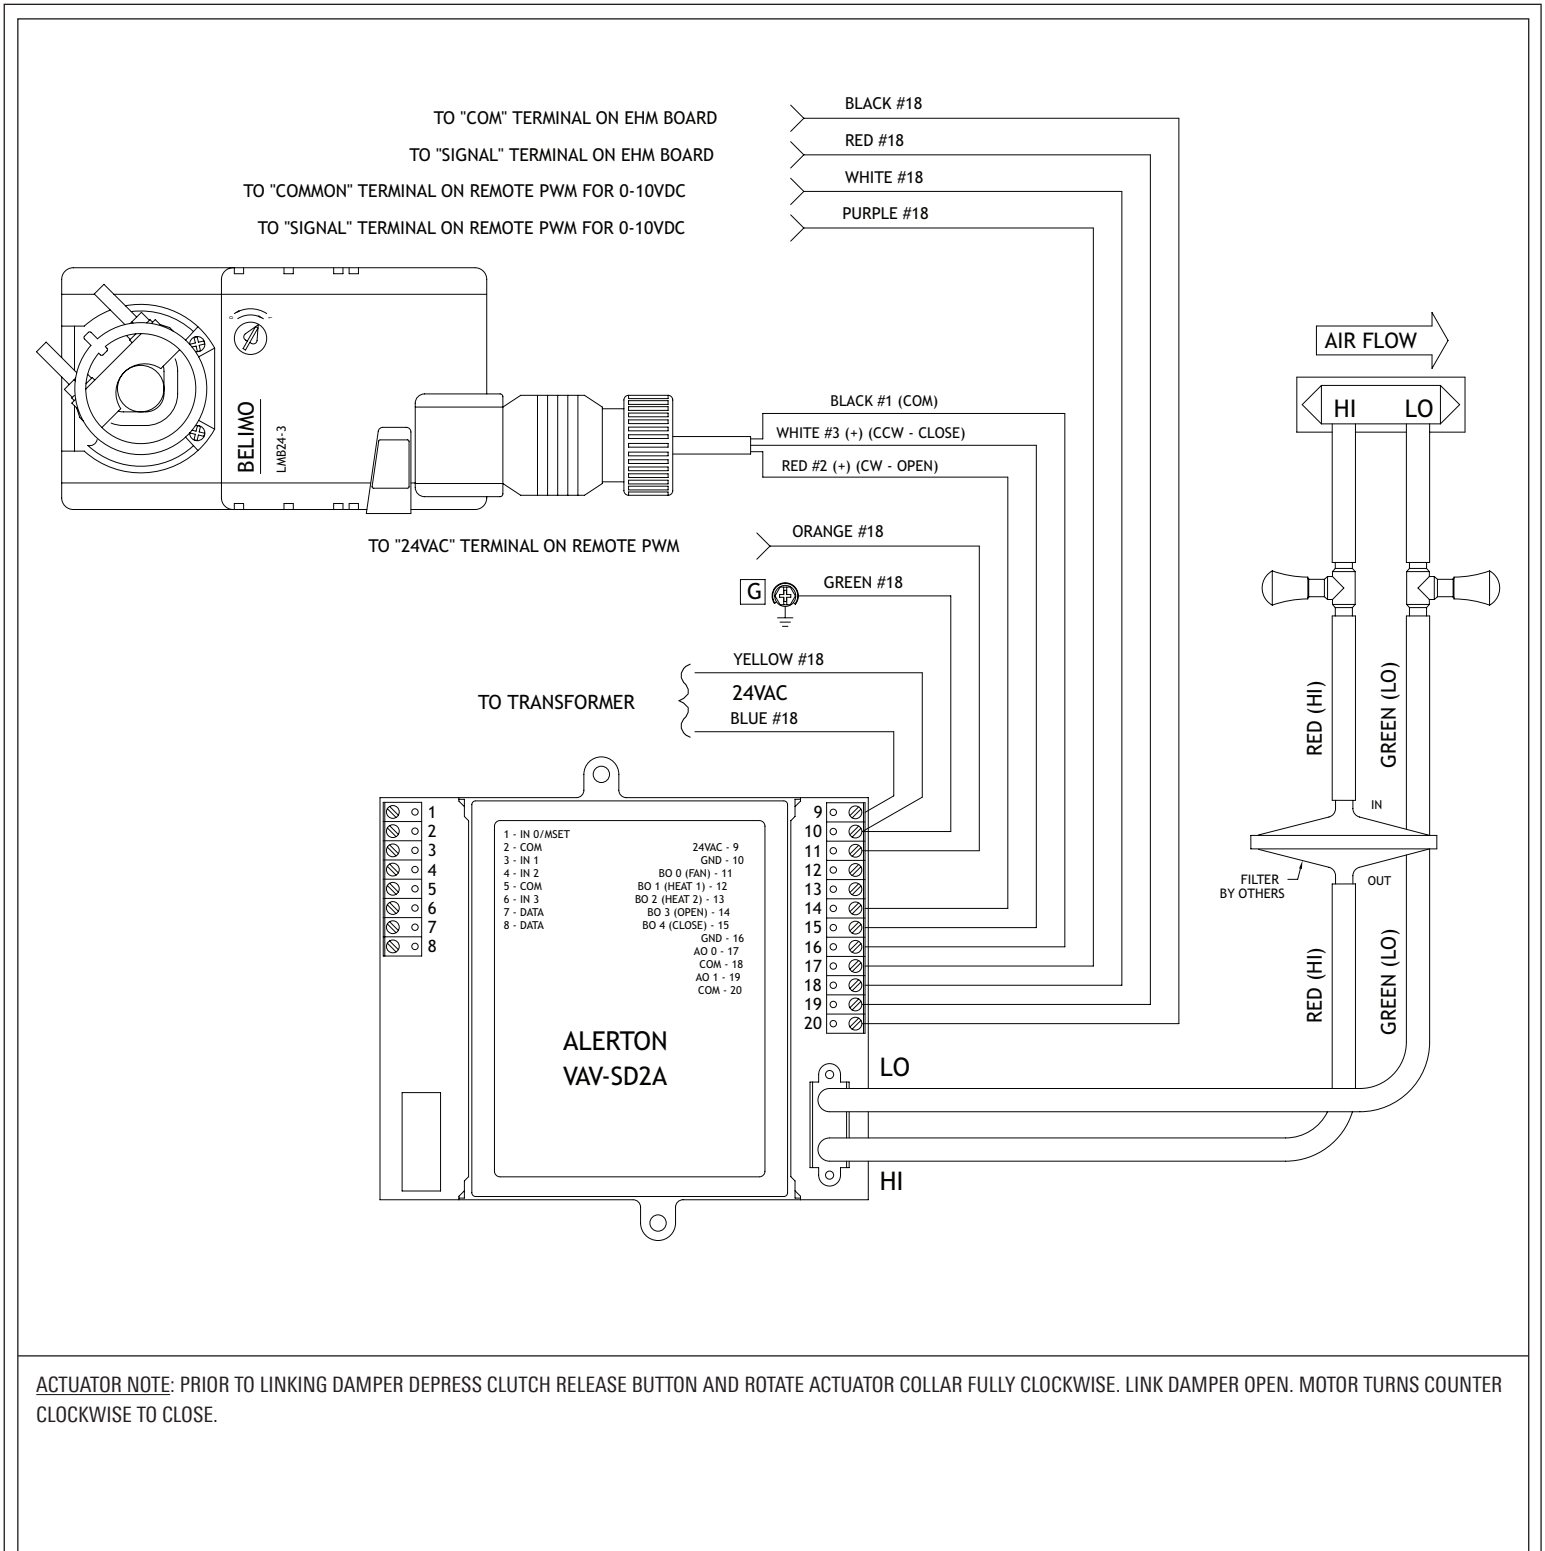 BLACK #18
TO "COM" TERMINAL ON EHM BOARD
RED #18
TO "SIGNAL" TERMINAL ON EHM BOARD
WHITE #18
TO "COMMON" TERMINAL ON REMOTE PWM FOR 0-10VDC
PURPLE #18
TO "SIGNAL" TERMINAL ON REMOTE PWM FOR 0-10VDC
BELIMO
LMB24-3
BLACK #1 (COM)
WHITE #3 (+) (CCW - CLOSE)
RED #2 (+) (CW - OPEN)
AIR FLOW
HI
LO
ORANGE #18
TO "24VAC" TERMINAL ON REMOTE PWM
G
GREEN #18
YELLOW #18
TO TRANSFORMER
24VAC
BLUE #18
RED (HI)
GREEN (LO)
IN
FILTER
BY OTHERS
OUT
RED (HI)
GREEN (LO)
1
2
3
4
5
6
7
8
1 - IN 0/MSET
2 - COM
3 - IN 1
4 - IN 2
5 - COM
6 - IN 3
7 - DATA
8 - DATA
24VAC - 9
GND - 10
BO 0 (FAN) - 11
BO 1 (HEAT 1) - 12
BO 2 (HEAT 2) - 13
BO 3 (OPEN) - 14
BO 4 (CLOSE) - 15
GND - 16
AO 0 - 17
COM - 18
AO 1 - 19
COM - 20
9
10
11
12
13
14
15
16
17
18
19
20
ALERTON
VAV-SD2A
LO
HI
ACTUATOR NOTE: PRIOR TO LINKING DAMPER DEPRESS CLUTCH RELEASE BUTTON AND ROTATE ACTUATOR COLLAR FULLY CLOCKWISE. LINK DAMPER OPEN. MOTOR TURNS COUNTER
CLOCKWISE TO CLOSE.